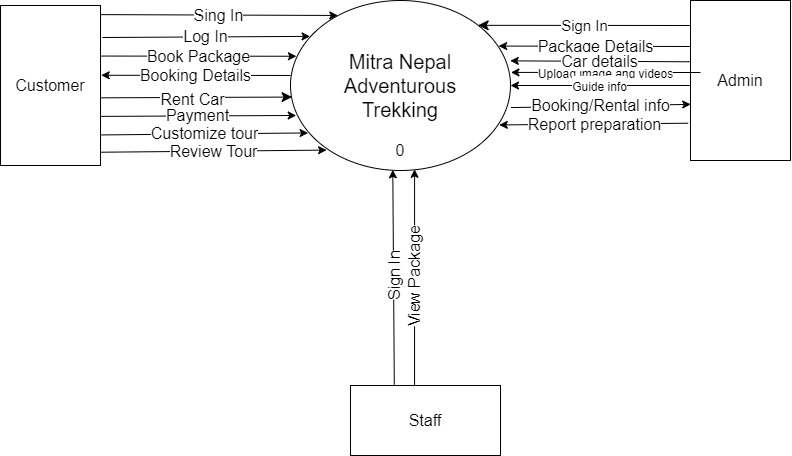 Customer
Sing In
Log In
Book Package
Booking Details
Rent Car
Payment
Customize tour
Review Tour
Mitra Nepal
Adventurous
Trekking
0
Sign In
Package Details
Car details
Upload image and videos
Guide info
Booking/Rental info
Report preparation
Admin
Sign In
View Package
Staff